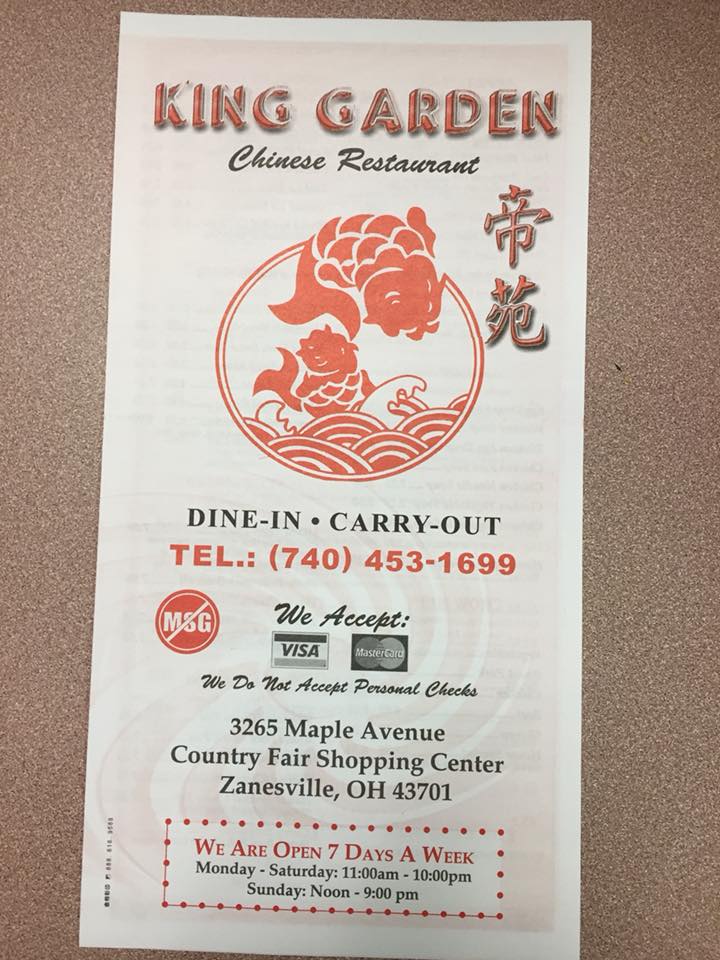 KING GARDEN
Chinese Restaurant
帝
苑
DINE-IN • CARRY-OUT
TEL.: (740) 453-1699
MSG
We Accept:
VISA
MasterCard
We Do Not Accept Personal Checks
3265 Maple Avenue
Country Fair Shopping Center
Zanesville, OH 43701
WE ARE OPEN 7 DAYS A WEEK
Monday - Saturday: 11:00am - 10:00pm
Sunday: Noon - 9:00 pm